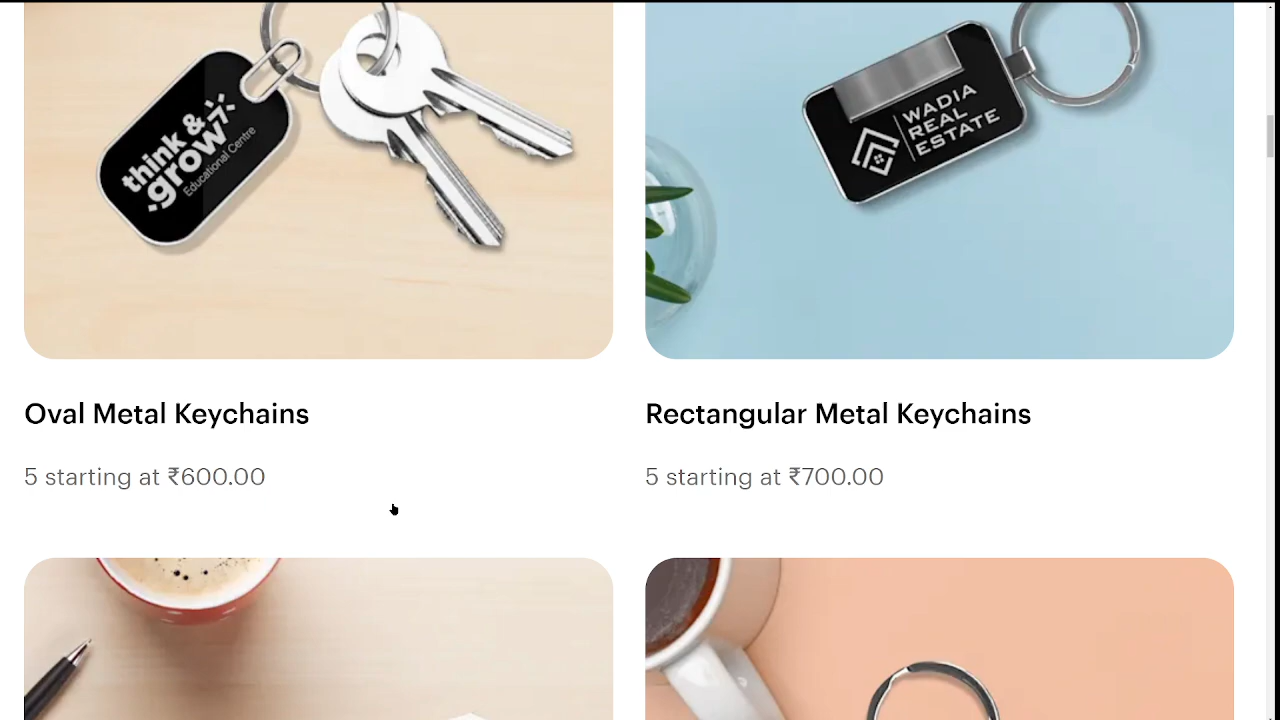 think &
grow
Educational Centre
WADIA
REAL
ESTATE
Oval Metal Keychains
5 starting at ₹600.00
Rectangular Metal Keychains
5 starting at ₹700.00